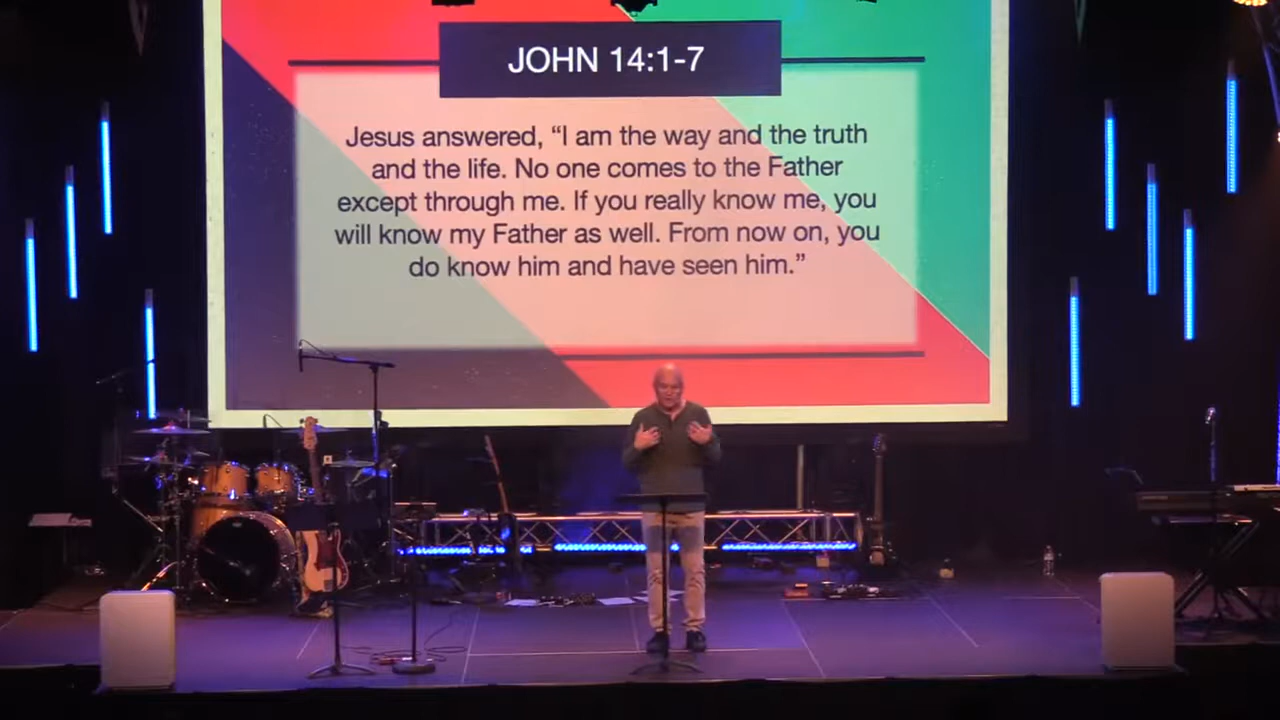 JOHN 14:1-7
Jesus answered, “I am the way and the truth
and the life. No one comes to the Father
except through me. If you really know me, you
will know my Father as well. From now on, you
do know him and have seen him.”